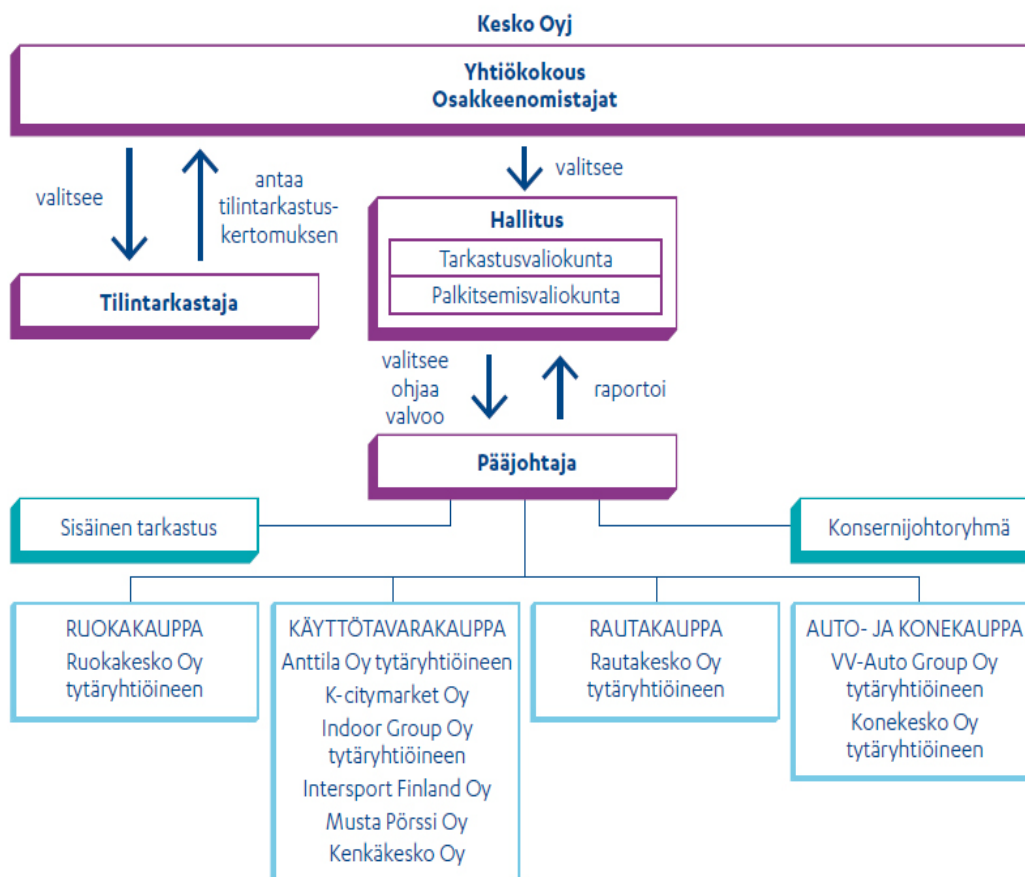 Kesko Oyj
Yhtiökokous
Osakkeenomistajat
valitsee
antaa
tilintarkastus-
kertomuksen
valitsee
Tilintarkastaja
Hallitus
Tarkastusvaliokunta
Palkitsemisvaliokunta
valitsee
ohjaa
valvoo
raportoi
Pääjohtaja
Sisäinen tarkastus
Konsernijohtoryhmä
RUOKAKAUPPA
Ruokakesko Oy
tytäryhtiöineen
KÄYTTÖTAVARAKAUPPA
Anttila Oy tytäryhtiöineen
K-citymarket Oy
Indoor Group Oy
tytäryhtiöineen
Intersport Finland Oy
Musta Pörssi Oy
Kenkäkesko Oy
RAUTAKAUPPA
Rautakesko Oy
tytäryhtiöineen
AUTO- JA KONEKAUPPA
VV-Auto Group Oy
tytäryhtiöineen
Konekesko Oy
tytäryhtiöineen